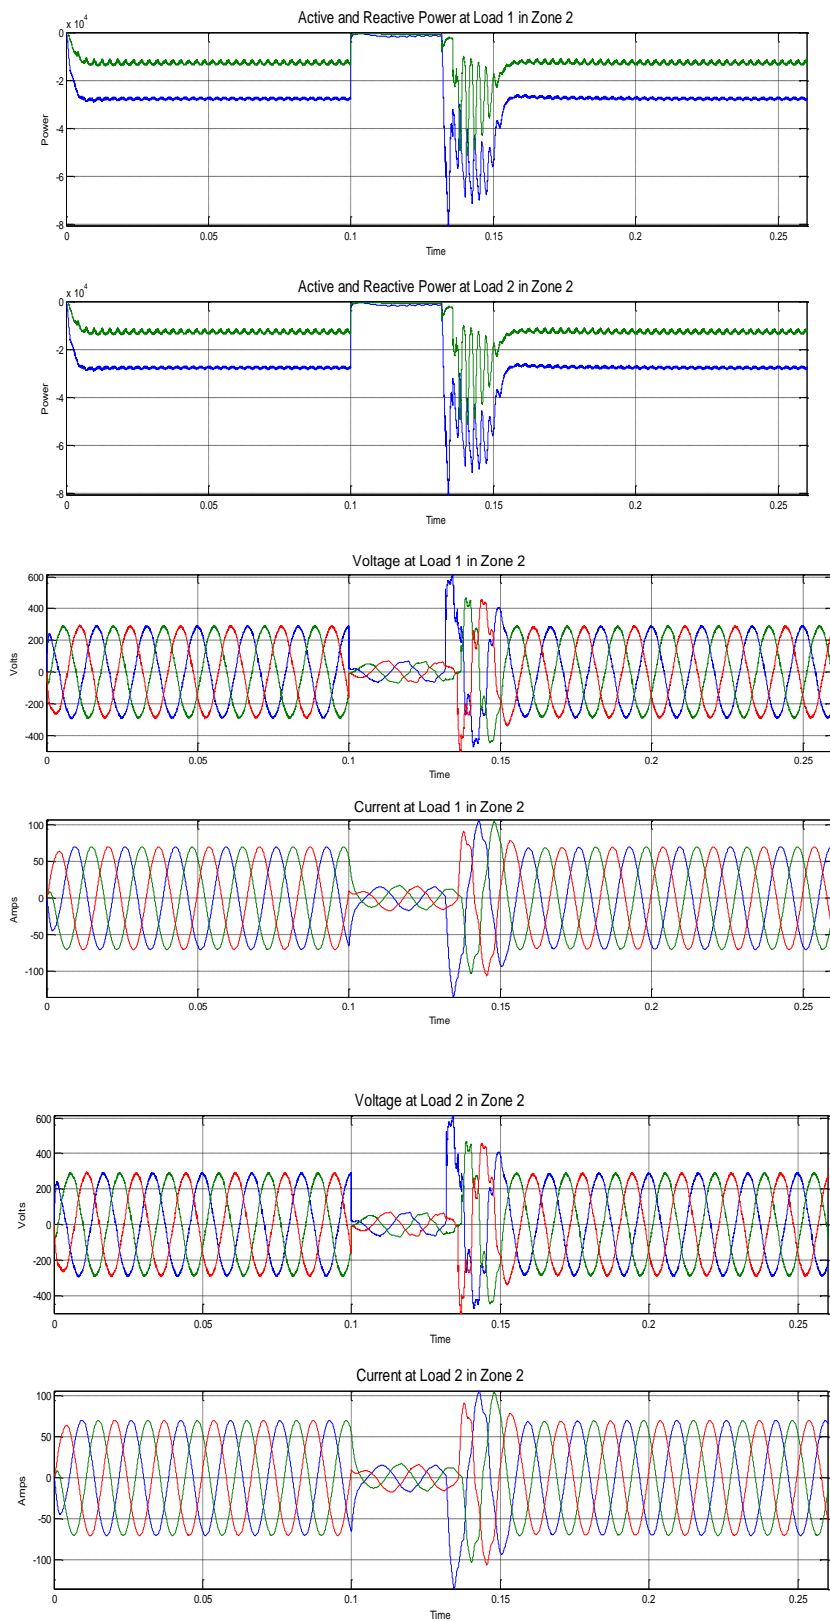 Active and Reactive Power at Load 1 in Zone 2
x 10^4
0
-2
-4
-6
-8
Power
0 0.05 0.1 0.15 0.2 0.25
Time
Active and Reactive Power at Load 2 in Zone 2
x 10^4
0
-2
-4
-6
-8
Power
0 0.05 0.1 0.15 0.2 0.25
Time
Voltage at Load 1 in Zone 2
600
400
200
0
-200
-400
Volts
0 0.05 0.1 0.15 0.2 0.25
Time
Current at Load 1 in Zone 2
100
50
0
-50
-100
Amps
0 0.05 0.1 0.15 0.2 0.25
Time
Voltage at Load 2 in Zone 2
600
400
200
0
-200
-400
Volts
0 0.05 0.1 0.15 0.2 0.25
Time
Current at Load 2 in Zone 2
100
50
0
-50
-100
Amps
0 0.05 0.1 0.15 0.2 0.25
Time